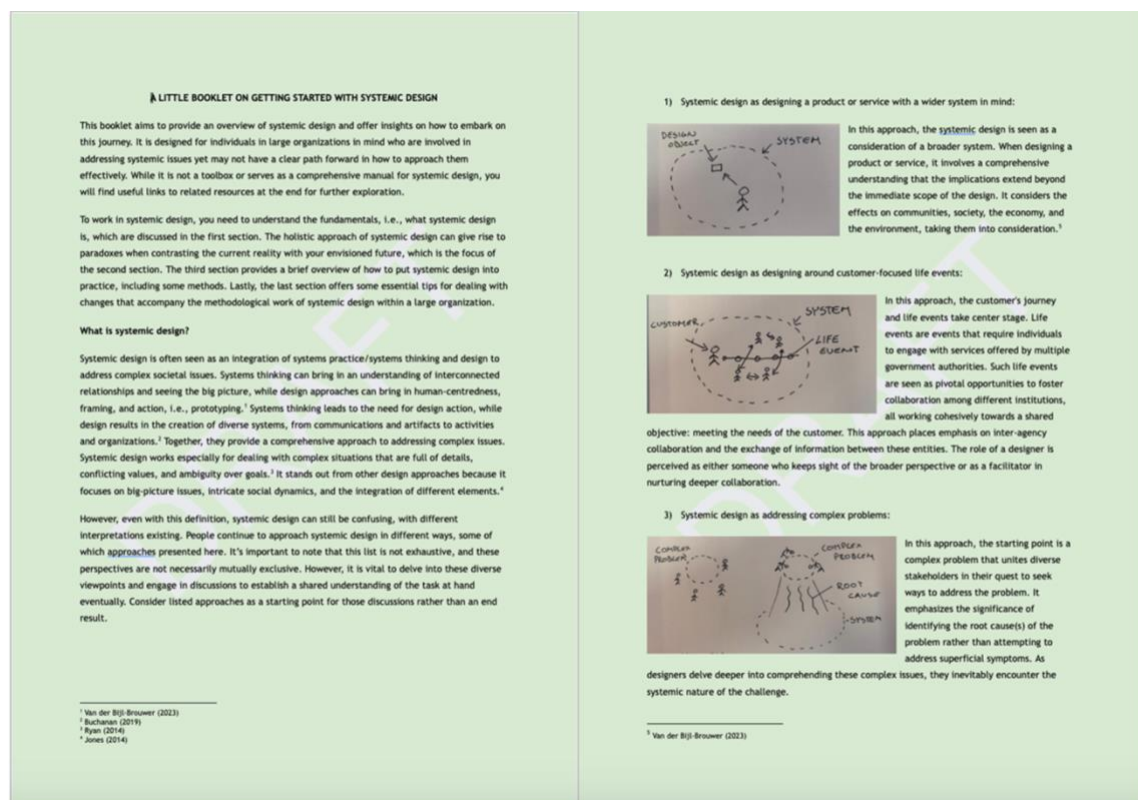 A LITTLE BOOKLET ON GETTING STARTED WITH SYSTEMIC DESIGN
This booklet aims to provide an overview of systemic design and offer insights on how to embark on
this journey. It is designed for individuals in large organizations in mind who are involved in
addressing systemic issues yet may not have a clear path forward in how to approach them
effectively. While it is not a toolbox or serves as a comprehensive manual for systemic design, you
will find useful links to related resources at the end for further exploration.
To work in systemic design, you need to understand the fundamentals, i.e., what systemic design
is, which are discussed in the first section. The holistic approach of systemic design can give rise to
paradoxes when contrasting the current reality with your envisioned future, which is the focus of
the second section. The third section provides a brief overview of how to put systemic design into
practice, including some methods. Lastly, the last section offers some essential tips for dealing with
changes that accompany the methodological work of systemic design within a large organization.
What is systemic design?
Systemic design is often seen as an integration of systems practice/systems thinking and design to
address complex societal issues. Systems thinking can bring in an understanding of interconnected
relationships and seeing the big picture, while design approaches can bring in human-centredness,
framing, and action, i.e., prototyping.¹ Systems thinking leads to the need for design action, while
design results in the creation of diverse systems, from communications and artifacts to activities
and organizations.² Together, they provide a comprehensive approach to addressing complex issues.
Systemic design works especially for dealing with complex situations that are full of details,
conflicting values, and ambiguity over goals.³ It stands out from other design approaches because it
focuses on big-picture issues, intricate social dynamics, and the integration of different elements.⁴
However, even with this definition, systemic design can still be confusing, with different
interpretations existing. People continue to approach systemic design in different ways, some of
which approaches presented here. It's important to note that this list is not exhaustive, and these
perspectives are not necessarily mutually exclusive. However, it is vital to delve into these diverse
viewpoints and engage in discussions to establish a shared understanding of the task at hand
eventually. Consider listed approaches as a starting point for those discussions rather than an end
result.
¹ Van der Bijl-Brouwer (2023)
² Buchanan (2019)
³ Ryan (2014)
⁴ Jones (2014)
DRAFT
1) Systemic design as designing a product or service with a wider system in mind:
DESIGN
OBJECT
SYSTEM
In this approach, the systemic design is seen as a
consideration of a broader system. When designing a
product or service, it involves a comprehensive
understanding that the implications extend beyond
the immediate scope of the design. It considers the
effects on communities, society, the economy, and
the environment, taking them into consideration.⁵
2) Systemic design as designing around customer-focused life events:
CUSTOMER
SYSTEM
LIFE
EVENT
In this approach, the customer's journey
and life events take center stage. Life
events are events that require individuals
to engage with services offered by multiple
government authorities. Such life events
are seen as pivotal opportunities to foster
collaboration among different institutions,
all working cohesively towards a shared
objective: meeting the needs of the customer. This approach places emphasis on inter-agency
collaboration and the exchange of information between these entities. The role of a designer is
perceived as either someone who keeps sight of the broader perspective or as a facilitator in
nurturing deeper collaboration.
3) Systemic design as addressing complex problems:
COMPLEX
PROBLEM
COMPLEX
PROBLEM
ROOT
CAUSE
SYSTEM
In this approach, the starting point is a
complex problem that unites diverse
stakeholders in their quest to seek
ways to address the problem. It
emphasizes the significance of
identifying the root cause(s) of the
problem rather than attempting to
address superficial symptoms. As
designers delve deeper into comprehending these complex issues, they inevitably encounter the
systemic nature of the challenge.
⁵ Van der Bijl-Brouwer (2023)
DRAFT